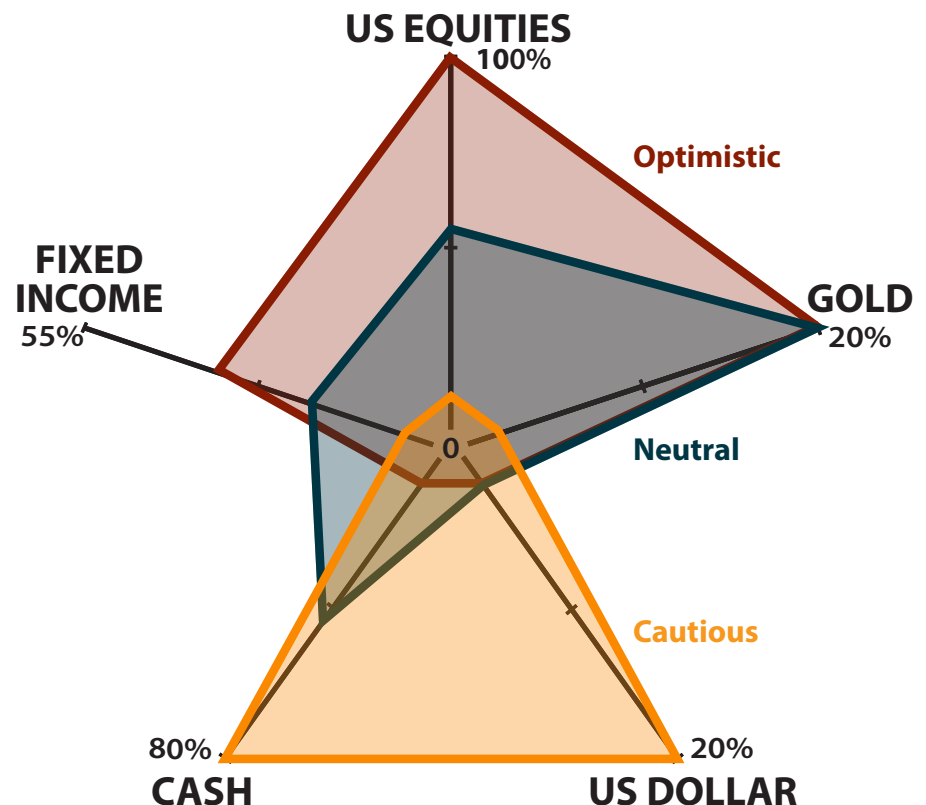 US EQUITIES
100%
Optimistic
FIXED
INCOME
55%
GOLD
20%
0
Neutral
Cautious
80%
CASH
20%
US DOLLAR